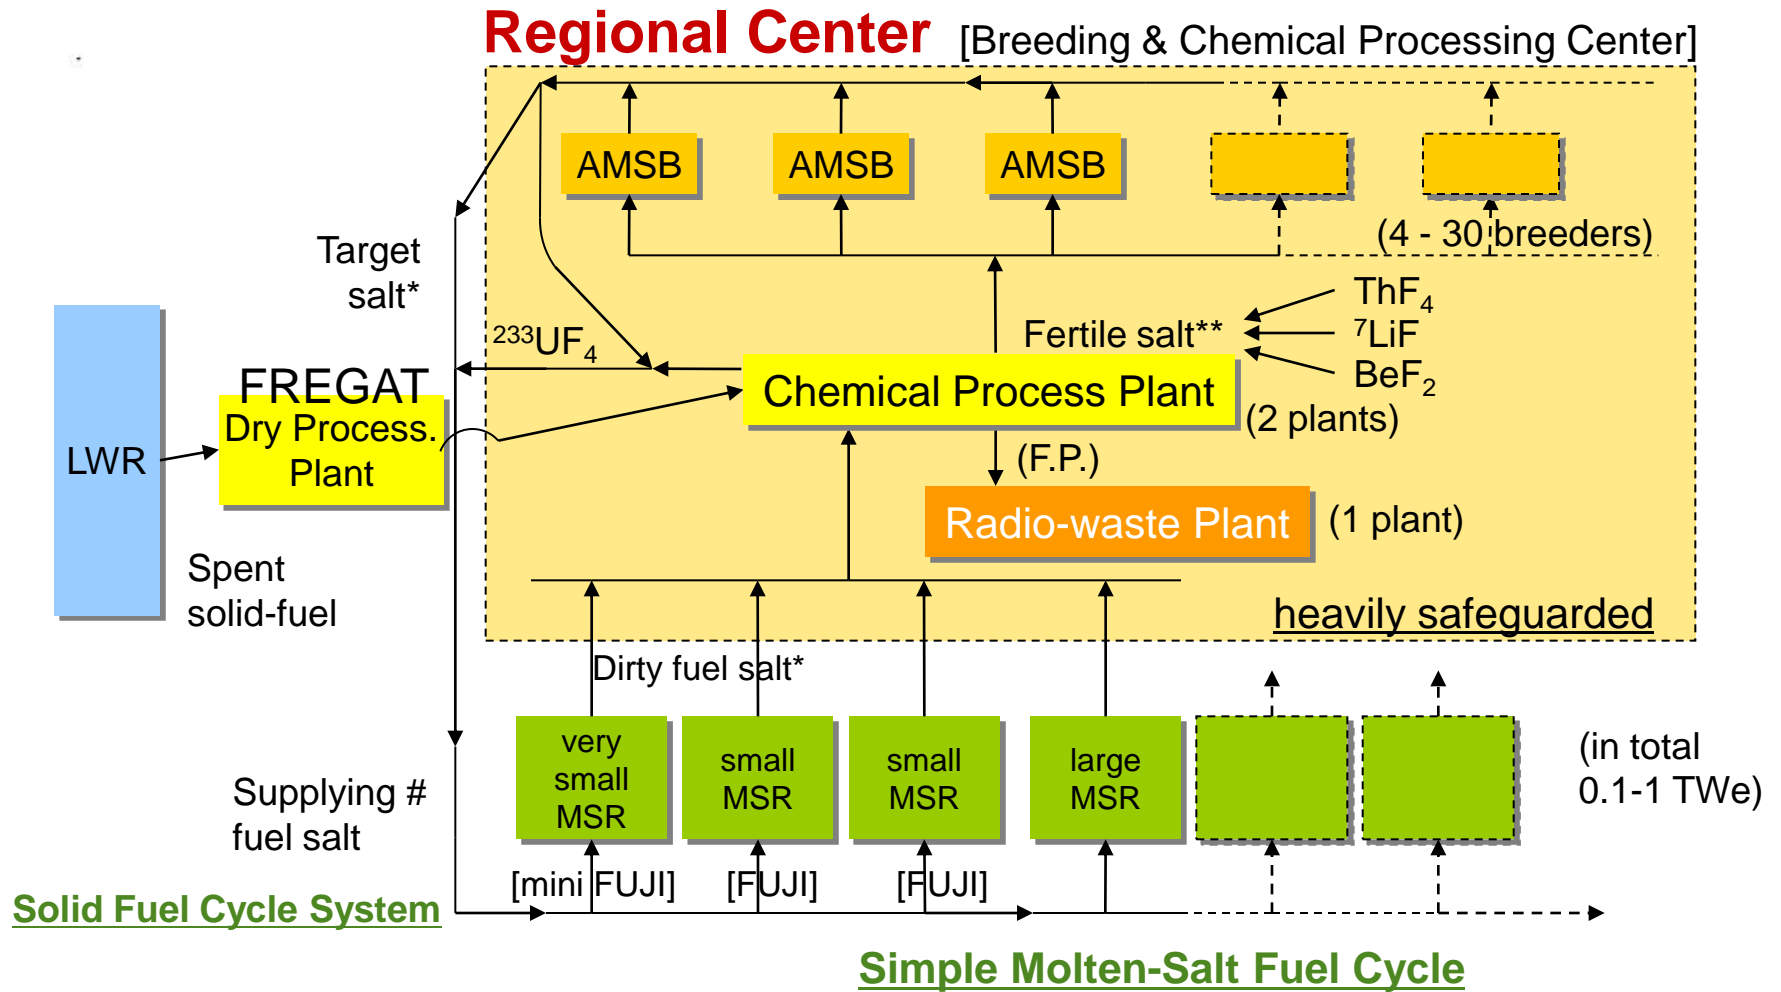 Regional Center [Breeding & Chemical Processing Center]
AMSB
AMSB
AMSB
(4 - 30 breeders)
Target
salt*
ThF₄
⁷LiF
BeF₂
Fertile salt**
²³³UF₄
FREGAT
Dry Process.
Plant
LWR
Chemical Process Plant
(2 plants)
(F.P.)
Radio-waste Plant
(1 plant)
Spent
solid-fuel
heavily safeguarded
Dirty fuel salt*
very
small
MSR
small
MSR
small
MSR
large
MSR
(in total
0.1-1 TWe)
Supplying #
fuel salt
[mini FUJI]
[FUJI]
[FUJI]
Solid Fuel Cycle System
Simple Molten-Salt Fuel Cycle